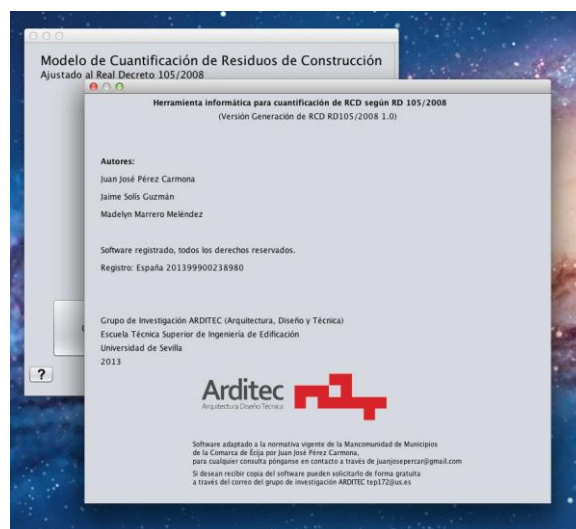 Modelo de Cuantificación de Residuos de Construcción
Ajustado al Real Decreto 105/2008
Herramienta informática para cuantificación de RCD según RD 105/2008
(Versión Generación de RCD RD105/2008 1.0)
Autores:
Juan José Pérez Carmona
Jaime Solís Guzmán
Madelyn Marrero Meléndez
Software registrado, todos los derechos reservados.
Registro: España 201399900238980
Grupo de Investigación ARDITEC (Arquitectura, Diseño y Técnica)
Escuela Técnica Superior de Ingeniería de Edificación
Universidad de Sevilla
2013
?
Arditec
Arquitectura Diseño Técnica
Software adaptado a la normativa vigente de la Mancomunidad de Municipios
de la Comarca de Écija por Juan José Pérez Carmona,
para cualquier consulta pónganse en contacto a través de juanjosepercar@gmail.com
Si desean recibir copia del software pueden solicitarlo de forma gratuita
a través del correo del grupo de investigación ARDITEC tep172@us.es